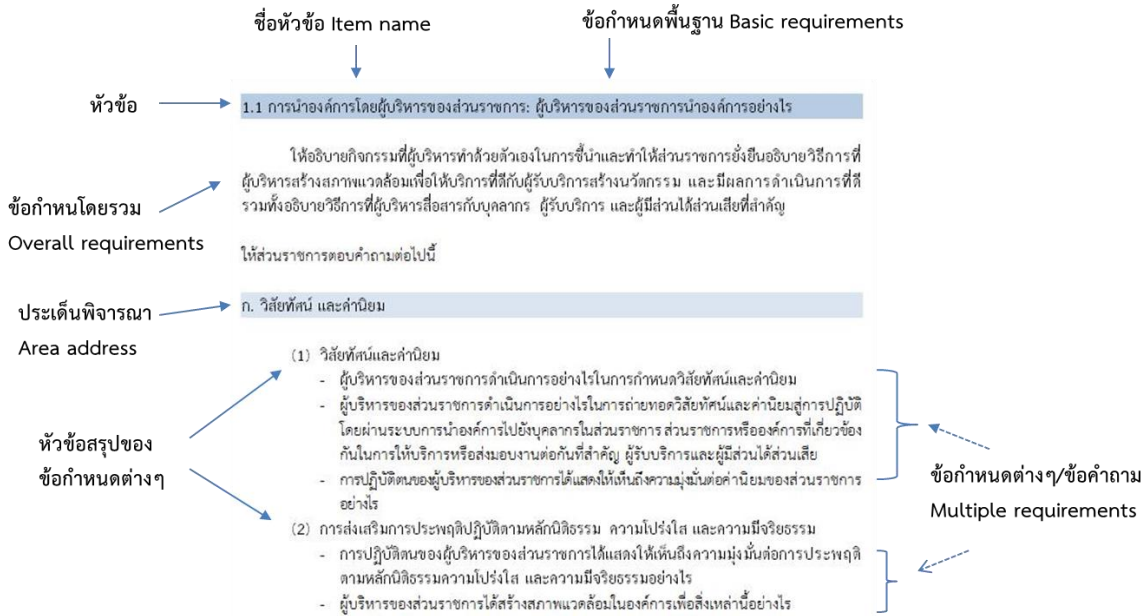 ชื่อหัวข้อ Item name
ข้อกำหนดพื้นฐาน Basic requirements
หัวข้อ
1.1 การนำองค์การโดยผู้บริหารของส่วนราชการ: ผู้บริหารของส่วนราชการนำองค์การอย่างไร
ให้อธิบายกิจกรรมที่ผู้บริหารทำด้วยตัวเองในการชี้นำและทำให้ส่วนราชการยั่งยืนอธิบายวิธีการที่
ผู้บริหารสร้างสภาพแวดล้อมเพื่อให้บริการที่ดีกับผู้รับบริการสร้างนวัตกรรม และมีผลการดำเนินการที่ดี
รวมทั้งอธิบายวิธีการที่ผู้บริหารสื่อสารกับบุคลากร ผู้รับบริการ และผู้มีส่วนได้ส่วนเสียที่สำคัญ
ข้อกำหนโดยรวม
Overall requirements
ให้ส่วนราชการตอบคำถามต่อไปนี้
ประเด็นพิจารณา
Area address
ก. วิสัยทัศน์ และค่านิยม
(1) วิสัยทัศน์และค่านิยม
- ผู้บริหารของส่วนราชการดำเนินการอย่างไรในการกำหนดวิสัยทัศน์และค่านิยม
- ผู้บริหารของส่วนราชการดำเนินการอย่างไรในการถ่ายทอดวิสัยทัศน์และค่านิยมสู่การปฏิบัติ
โดยผ่านระบบการนำองค์การไปยังบุคลากรในส่วนราชการ ส่วนราชการหรือองค์การที่เกี่ยวข้อง
กันในการให้บริการหรือส่งมอบงานต่อกันที่สำคัญ ผู้รับบริการและผู้มีส่วนได้ส่วนเสีย
- การปฏิบัติตนของผู้บริหารของส่วนราชการได้แสดงให้เห็นถึงความมุ่งมั่นต่อค่านิยมของส่วนราชการ
อย่างไร
หัวข้อสรุปของ
ข้อกำหนดต่างๆ
ข้อกำหนดต่างๆ/ข้อคำถาม
Multiple requirements
(2) การส่งเสริมการประพฤติปฏิบัติตามหลักนิติธรรม ความโปร่งใส และความมีจริยธรรม
- การปฏิบัติตนของผู้บริหารของส่วนราชการได้แสดงให้เห็นถึงความมุ่งมั่นต่อการประพฤติ
ตามหลักนิติธรรมความโปร่งใส และความมีจริยธรรมอย่างไร
- ผู้บริหารของส่วนราชการได้สร้างสภาพแวดล้อมในองค์การเพื่อสิ่งเหล่านี้อย่างไร